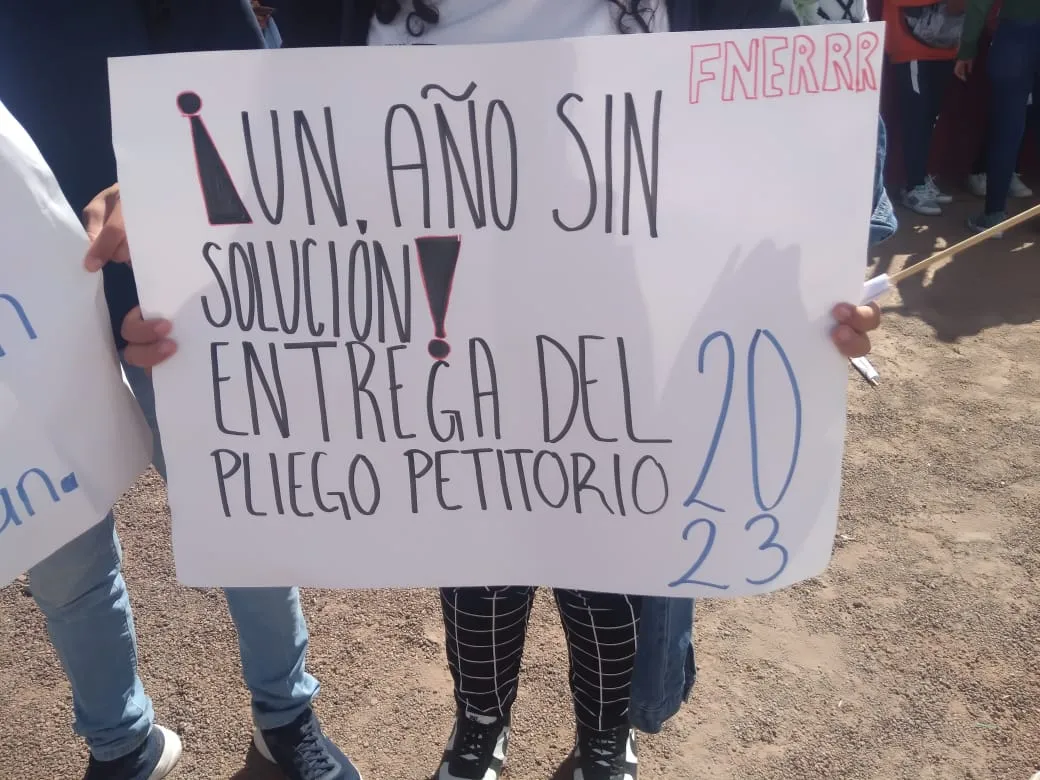 FNERRR
¡UN AÑO SIN
SOLUCIÓN!
ENTREGA DEL
PLIEGO PETITORIO
20
23